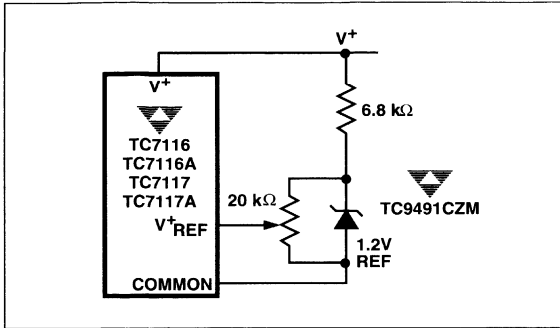 V+
V+
6.8 kΩ
TC7116
TC7116A
TC7117
TC7117A
20 kΩ
TC9491CZM
V+REF
1.2V
REF
COMMON